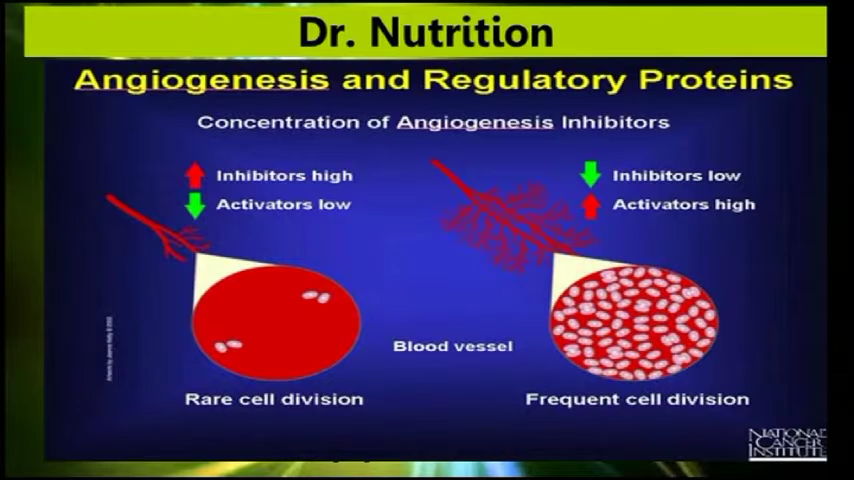 Dr. Nutrition
Angiogenesis and Regulatory Proteins
Concentration of Angiogenesis Inhibitors
Inhibitors high
Activators low
Inhibitors low
Activators high
Blood vessel
Rare cell division
Frequent cell division
NATIONAL
CANCER
INSTITUTE